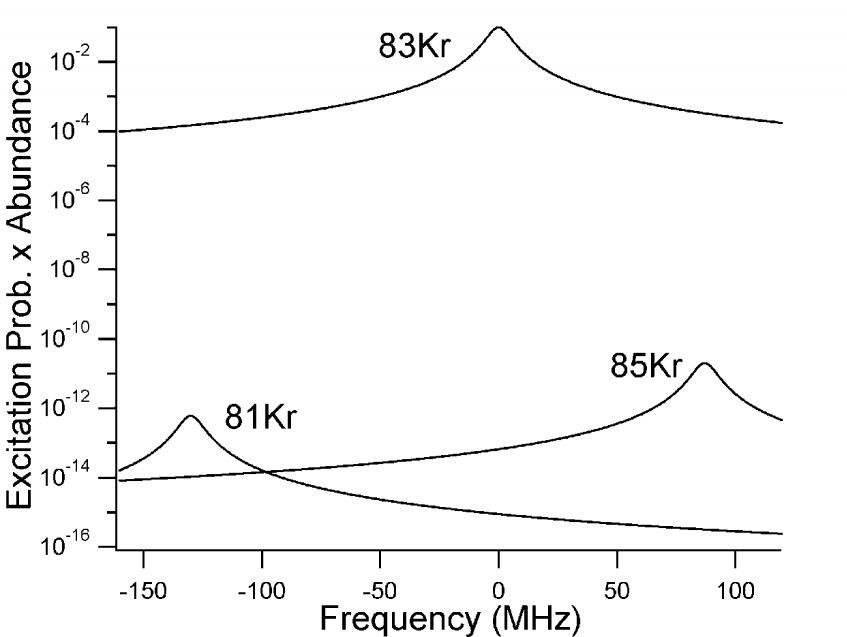 Excitation Prob. x Abundance
10⁻²
10⁻⁴
10⁻⁶
10⁻⁸
10⁻¹⁰
10⁻¹²
10⁻¹⁴
10⁻¹⁶
83Kr
85Kr
81Kr
-150 -100 -50 0 50 100
Frequency (MHz)